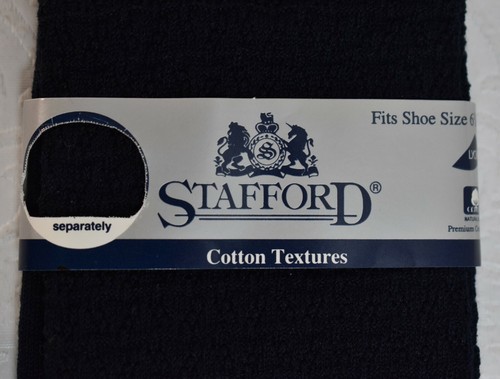 Fits Shoe Size 6
S
STAFFORD®
separately
Premium
Cotton Textures